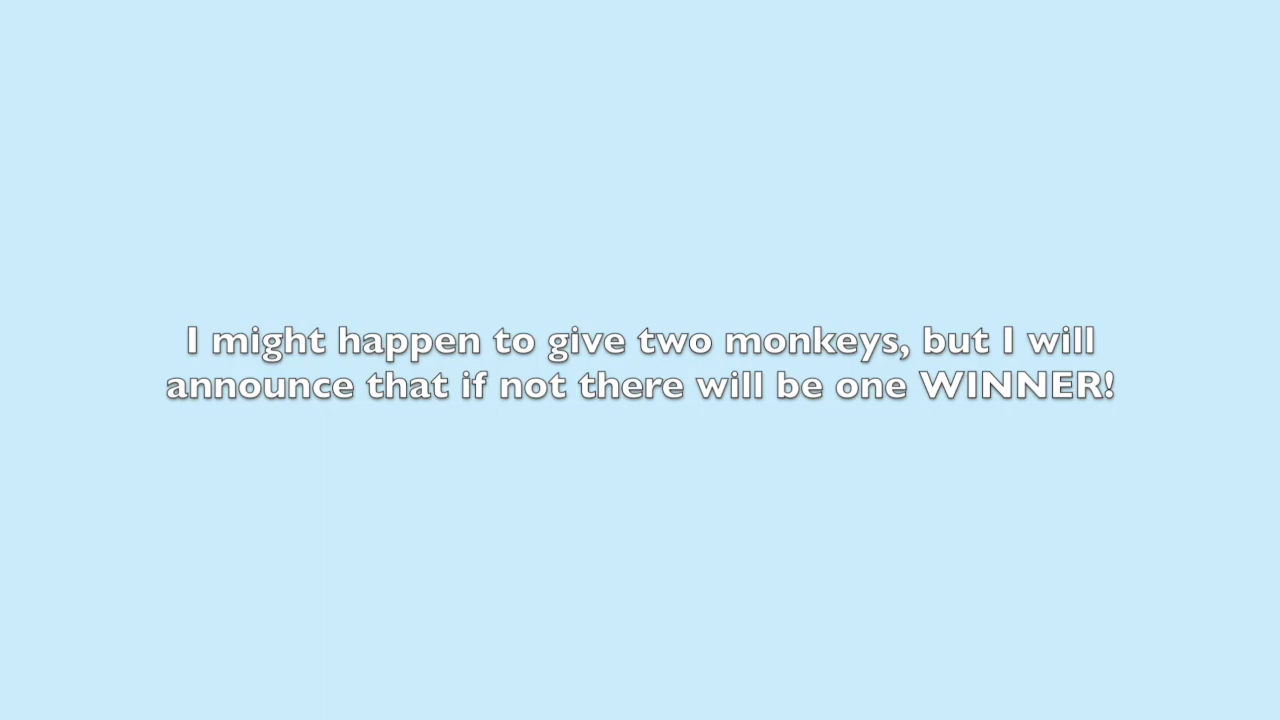 I might happen to give two monkeys, but I will
announce that if not there will be one WINNER!